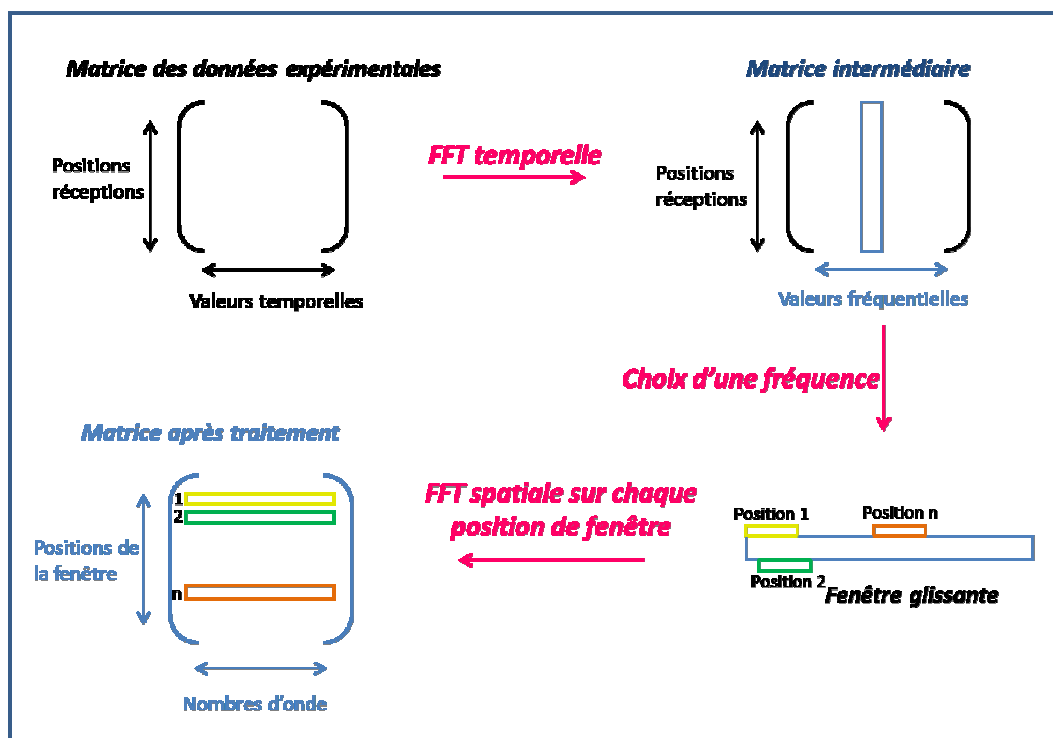 Matrice des données expérimentales
Positions
réceptions
Valeurs temporelles
FFT temporelle
Matrice intermédiaire
Positions
réceptions
Valeurs fréquentielles
Choix d'une fréquence
Position 1
Position n
Position 2
Fenêtre glissante
FFT spatiale sur chaque
position de fenêtre
Matrice après traitement
1
2
n
Positions de
la fenêtre
Nombres d'onde